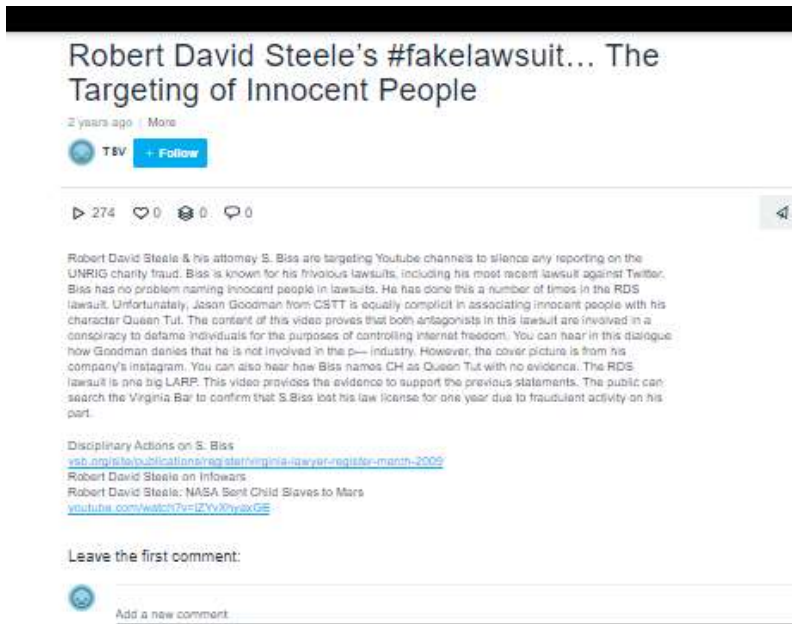 Robert David Steele's #fakelawsuit... The
Targeting of Innocent People
2 years ago | More
TBV + Follow
274 0 0 0
Robert David Steele & his attorney S. Biss are targeting Youtube channels to silence any reporting on the
UNRIG charity fraud. Biss is known for his frivolous lawsuits, including his most recent lawsuit against Twitter.
Biss has no problem naming innocent people in lawsuits. He has done this a number of times in the RDS
lawsuit. Unfortunately, Jason Goodman from CSTT is equally complicit in associating innocent people with his
character Queen Tut. The content of this video proves that both antagonists in this lawsuit are involved in a
conspiracy to defame individuals for the purposes of controlling internet freedom. You can hear in this dialogue
how Goodman denies that he is not involved in the p— industry. However, the cover picture is from his
company's instagram. You can also hear how Biss names CH as Queen Tut with no evidence. The RDS
lawsuit is one big LARP. This video provides the evidence to support the previous statements. The public can
search the Virginia Bar to confirm that S.Biss lost his law license for one year due to fraudulent activity on his
part.
Disciplinary Actions on S. Biss
vsb.org/site/publications/register/virginia-lawyer-register-march-2009
Robert David Steele on Infowars
Robert David Steele: NASA Sent Child Slaves to Mars
Leave the first comment:
Add a new comment